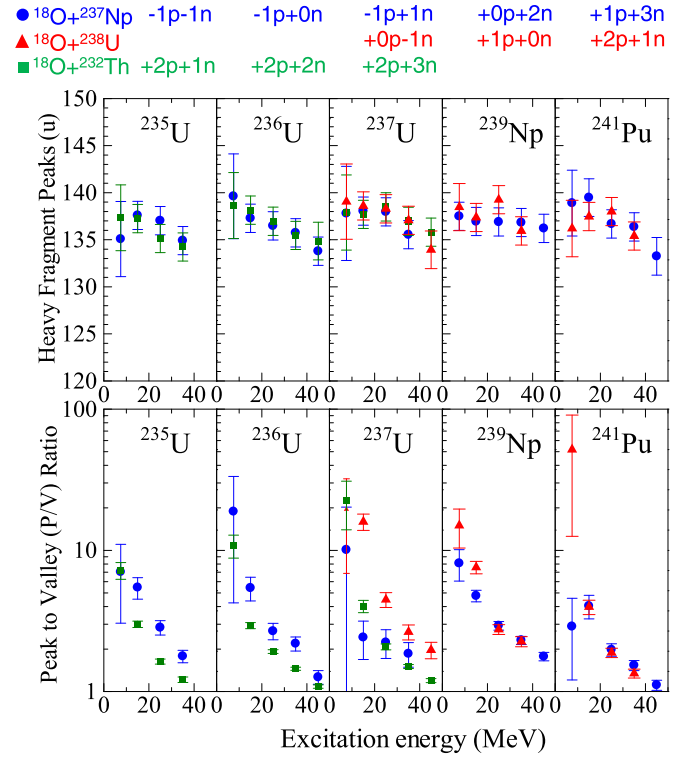 ¹⁸O+²³⁷Np -1p-1n -1p+0n -1p+1n +0p+2n +1p+3n
¹⁸O+²³⁸U +0p-1n +1p+0n +2p+1n
¹⁸O+²³²Th +2p+1n +2p+2n +2p+3n
Heavy Fragment Peaks (u)
150
145
140
135
130
125
120
²³⁵U ²³⁶U ²³⁷U ²³⁹Np ²⁴¹Pu
0 20 40 0 20 40 0 20 40 0 20 40 0 20 40
Peak to Valley (P/V) Ratio
100
10
1
²³⁵U ²³⁶U ²³⁷U ²³⁹Np ²⁴¹Pu
0 20 40 0 20 40 0 20 40 0 20 40 0 20 40
Excitation energy (MeV)